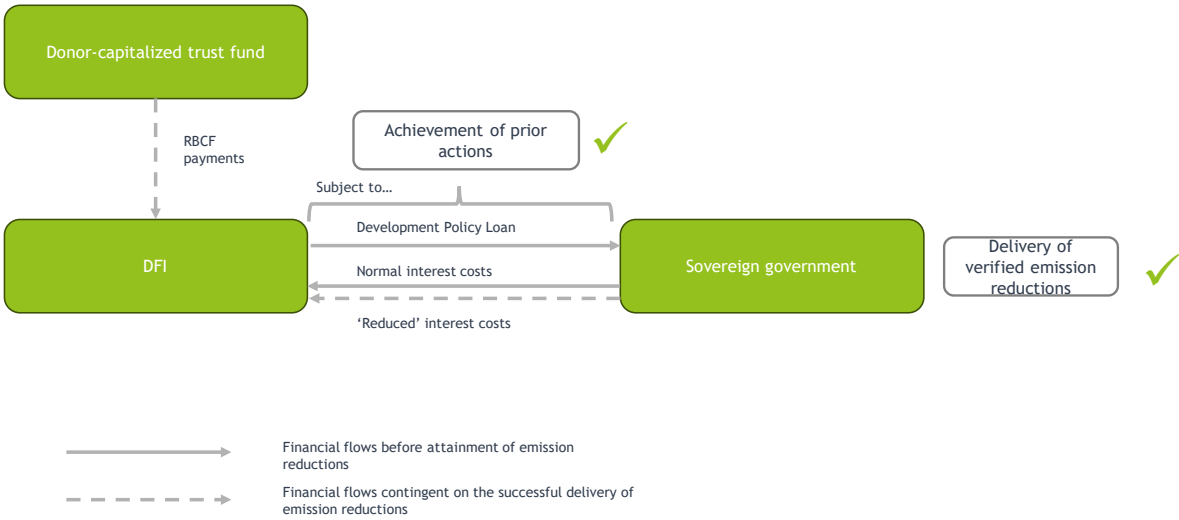 Donor-capitalized trust fund
RBCF
payments
Achievement of prior
actions
Subject to…
Development Policy Loan
DFI
Normal interest costs
Sovereign government
Delivery of
verified emission
reductions
‘Reduced’ interest costs
Financial flows before attainment of emission
reductions
Financial flows contingent on the successful delivery of
emission reductions